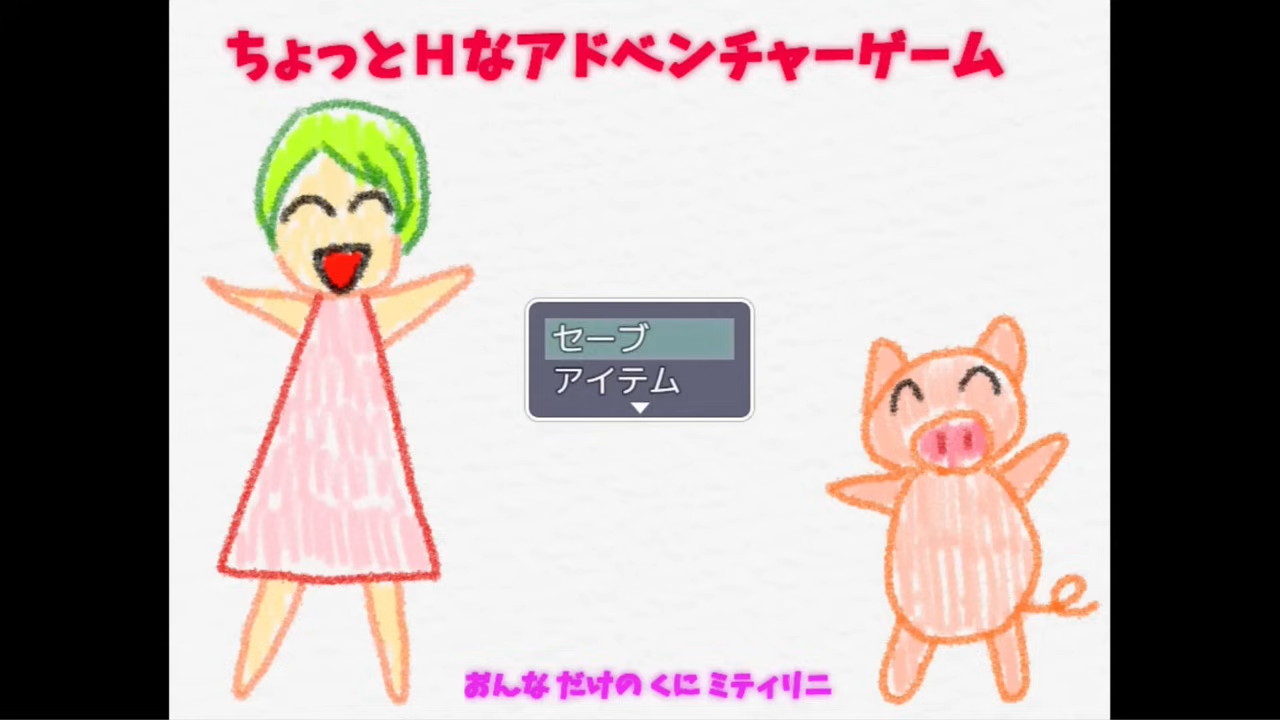 ちょっとHなアドベンチャーゲーム
セーブ
アイテム
おんなだけのくにミティリニ